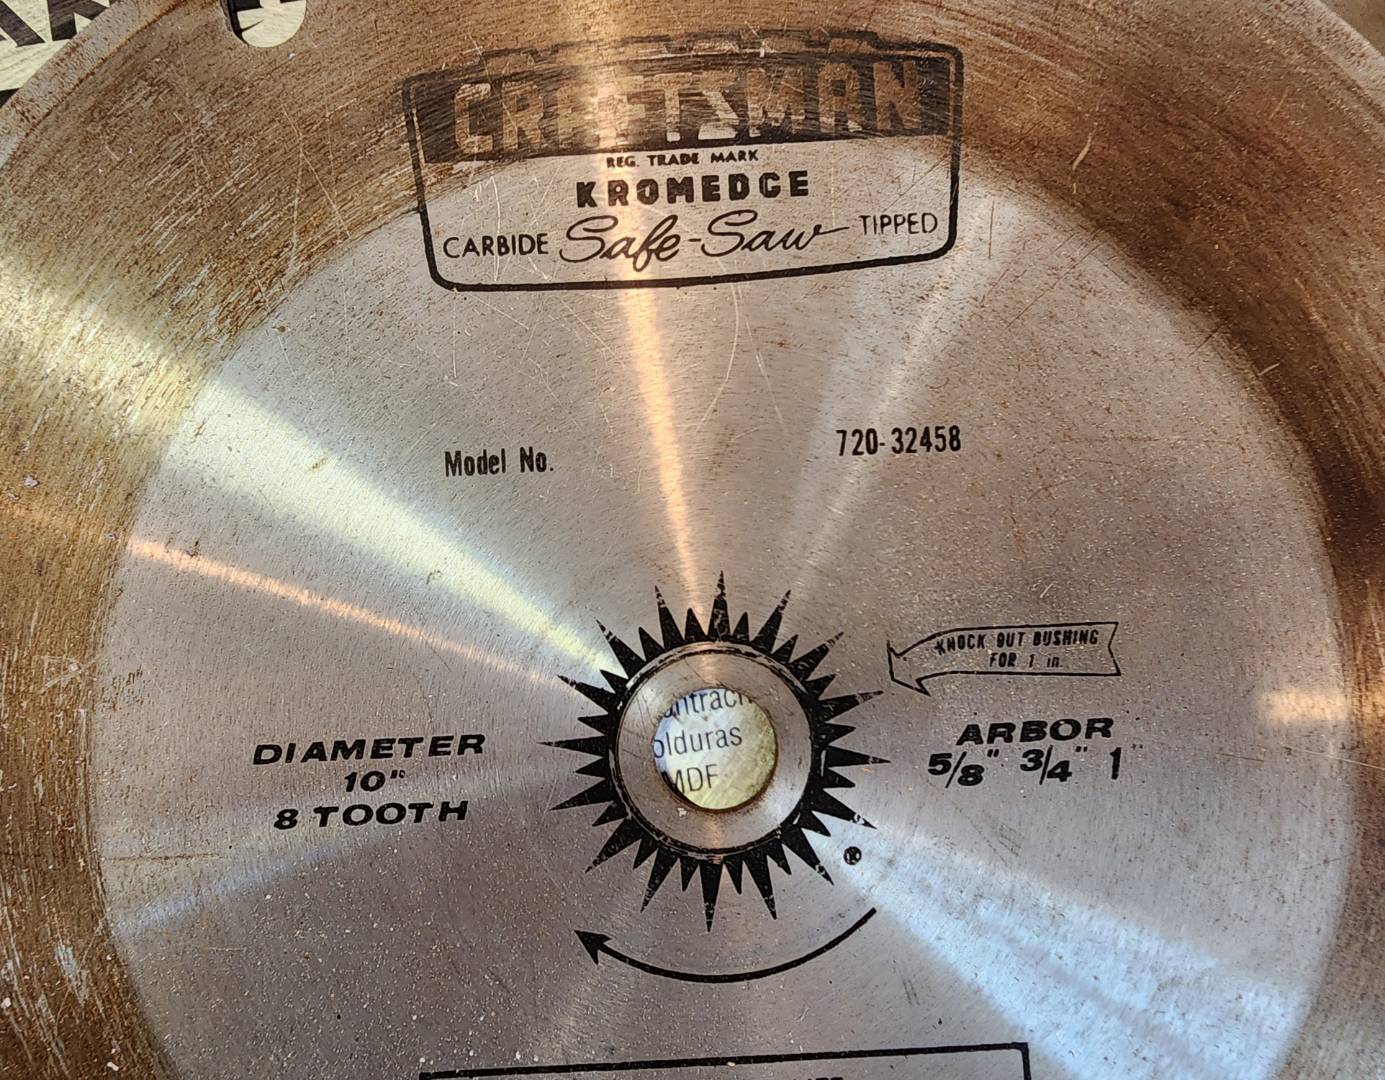 CRAFTSMAN
REG. TRADE MARK
KROMEDGE
CARBIDE Safe-Saw TIPPED
Model No. 720-32458
KNOCK OUT BUSHING
FOR 1 in.
DIAMETER
10"
8 TOOTH
ARBOR
5/8" 3/4" 1"
olduras
MDF